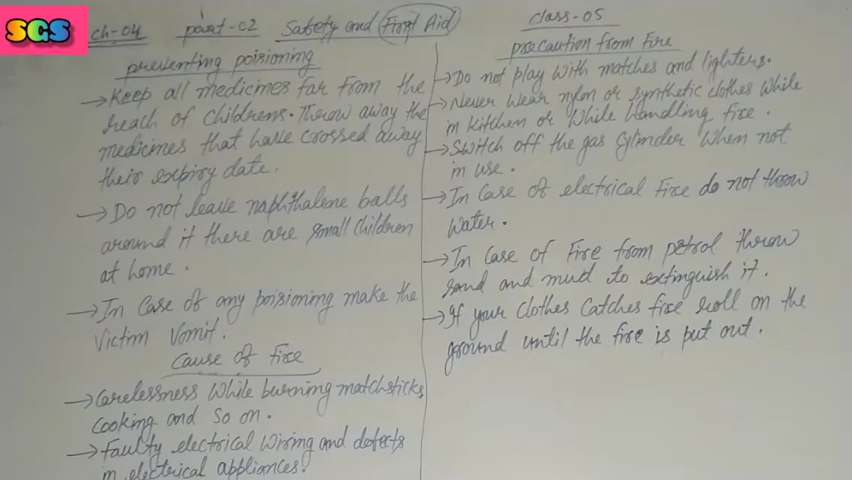 SGS
ch-04 part-02 Safety and First Aid class-05
preventing poisioning
→ Keep all medicines far from the
reach of childrens. Throw away the
medicines that have crossed away
their expiry date.
→ Do not leave naphthalene balls
around if there are small children
at home.
→ In Case of any poisioning make the
Victim Vomit.
Cause of Fire
→ Carelessness While burning matchsticks,
Cooking and So on.
→ Faulty electrical Wiring and defects
in electrical appliances.
precaution from Fire
→ Do not play With matches and lighters.
→ Never Wear nylon or synthetic clothes While
in Kitchen or While handling fire.
→ Switch off the gas Cylinder When not
in use.
→ In Case of electrical Fire do not throw
Water.
→ In Case of Fire from petrol throw
sand and mud to extinguish it.
→ If your clothes Catches fire roll on the
ground until the fire is put out.